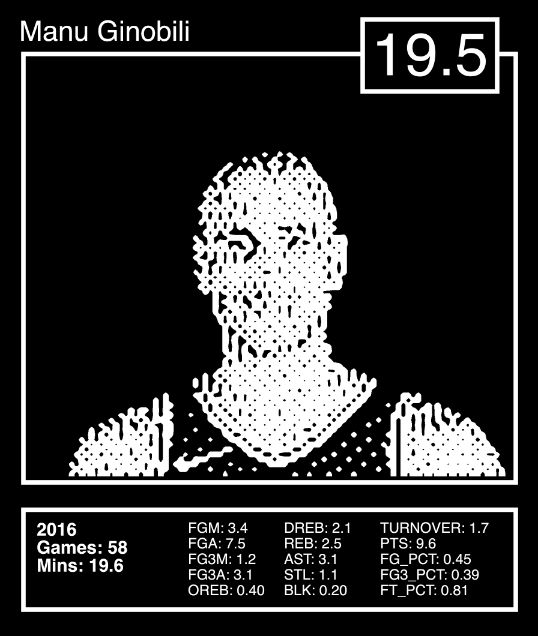 Manu Ginobili
19.5
2016
Games: 58
Mins: 19.6
FGM: 3.4
FGA: 7.5
FG3M: 1.2
FG3A: 3.1
OREB: 0.40
DREB: 2.1
REB: 2.5
AST: 3.1
STL: 1.1
BLK: 0.20
TURNOVER: 1.7
PTS: 9.6
FG_PCT: 0.45
FG3_PCT: 0.39
FT_PCT: 0.81